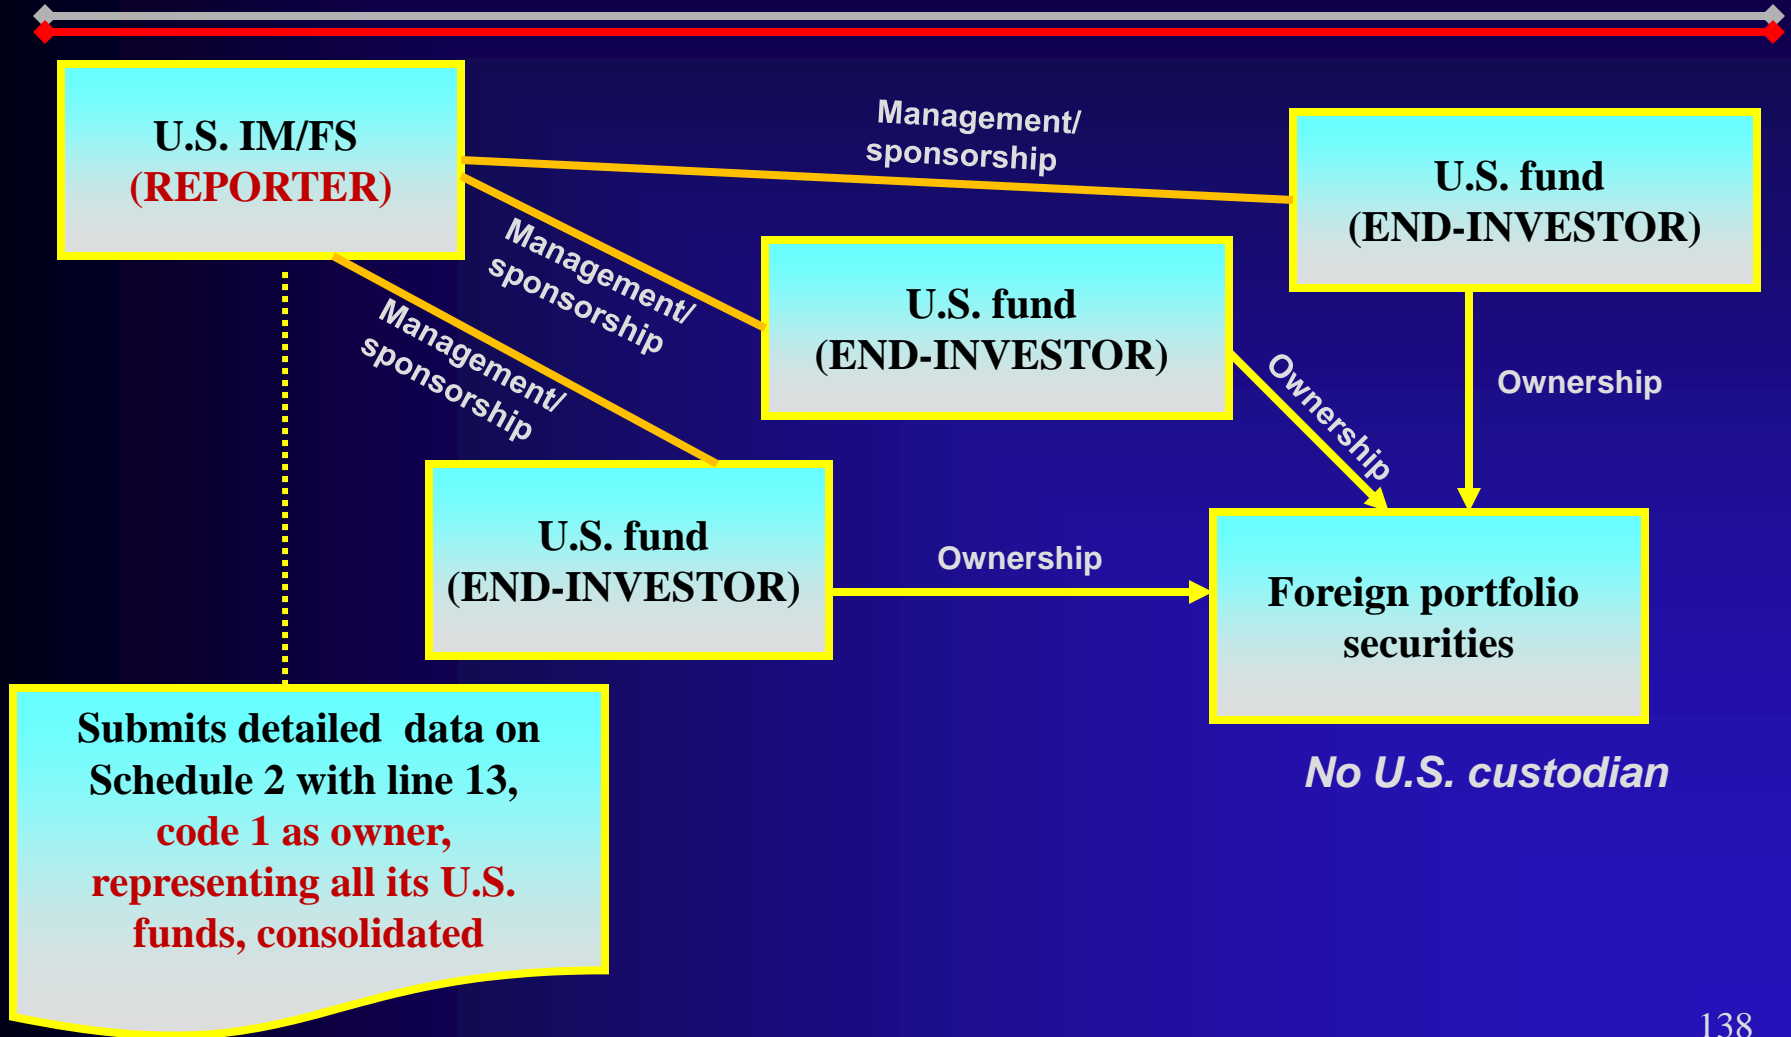 U.S. IM/FS
(REPORTER)
Management/
sponsorship
U.S. fund
(END-INVESTOR)
Management/
sponsorship
U.S. fund
(END-INVESTOR)
Management/
sponsorship
Ownership
Ownership
U.S. fund
(END-INVESTOR)
Ownership
Foreign portfolio
securities
Submits detailed  data on
Schedule 2 with line 13,
code 1 as owner,
representing all its U.S.
funds, consolidated
No U.S. custodian
138